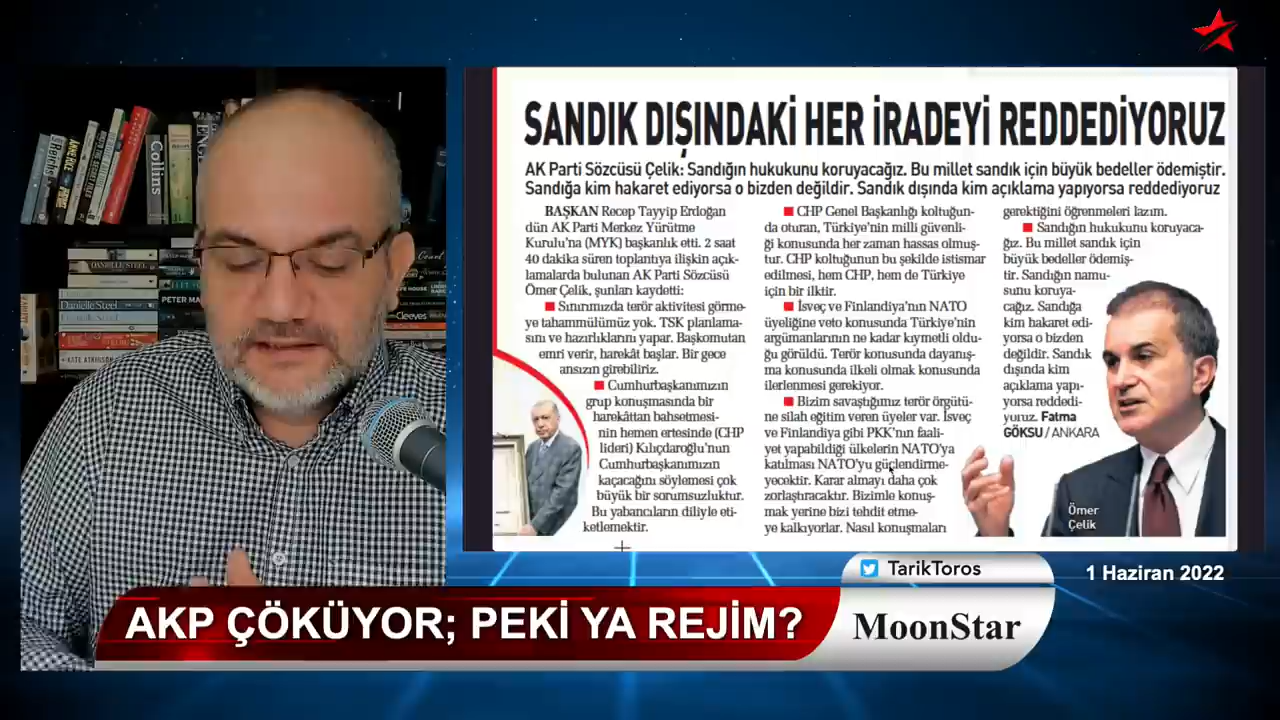 SANDIK DIŞINDAKİ HER İRADEYİ REDDEDİYORUZ
AK Parti Sözcüsü Çelik: Sandığın hukukunu koruyacağız. Bu millet sandık için büyük bedeller ödemiştir.
Sandığa kim hakaret ediyorsa o bizden değildir. Sandık dışında kim açıklama yapıyorsa reddediyoruz
BAŞKAN Recep Tayyip Erdoğan
dün AK Parti Merkez Yürütme
Kurulu'na (MYK) başkanlık etti. 2 saat
40 dakika süren toplantıya ilişkin açık-
lamalarda bulunan AK Parti Sözcüsü
Ömer Çelik, şunları kaydetti:
Sınırımızda terör aktivitesi görme-
ye tahammülümüz yok. TSK planlama-
sını ve hazırlıklarını yapar. Başkomutan
emri verir, harekât başlar. Bir gece
ansızın girebiliriz.
Cumhurbaşkanımızın
grup konuşmasında bir
harekâttan bahsetmesi-
nin hemen ertesinde (CHP
lideri) Kılıçdaroğlu'nun
Cumhurbaşkanımızın
kaçacağını söylemesi çok
büyük bir sorumsuzluktur.
Bu yabancıların diliyle eti-
ketlemektir.
CHP Genel Başkanlığı koltuğun-
da oturan, Türkiye'nin milli güvenli-
ği konusunda her zaman hassas olmuş-
tur. CHP koltuğunun bu şekilde istismar
edilmesi, hem CHP, hem de Türkiye
için bir ilktir.
İsveç ve Finlandiya'nın NATO
üyeliğine veto konusunda Türkiye'nin
argümanlarının ne kadar kıymetli oldu-
ğu görüldü. Terör konusunda dayanış-
ma konusunda ilkeli olmak konusunda
ilerlenmesi gerekiyor.
Bizim savaştığımız terör örgütü-
ne silah eğitim veren üyeler var. İsveç
ve Finlandiya gibi PKK'nın faali-
yet yapabildiği ülkelerin NATO'ya
katılması NATO'yu güçlendirme-
yecektir. Karar almayı daha çok
zorlaştıracaktır. Bizimle konuş-
mak yerine bizi tehdit etme-
ye kalkıyorlar. Nasıl konuşmaları
gerektiğini öğrenmeleri lazım.
Sandığın hukukunu koruyaca-
ğız. Bu millet sandık için
büyük bedeller ödemiş-
tir. Sandığın namu-
sunu koruya-
cağız. Sandığa
kim hakaret edi-
yorsa o bizden
değildir. Sandık
dışında kim
açıklama yapı-
yorsa reddedi-
yoruz. Fatma
GÖKSU / ANKARA
Ömer
Çelik
Collins
ANNE RICE
DANIELLE STEEL
Danielle Steel
PETER MA
Cleeves
KATE ATKINSON
TarikToros
1 Haziran 2022
AKP ÇÖKÜYOR; PEKİ YA REJİM?
MoonStar